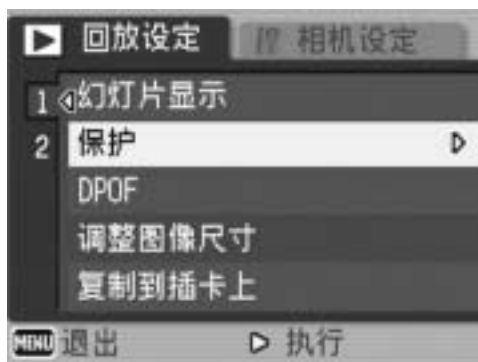 回放设定 相机设定
1 幻灯片显示
2 保护
DPOF
调整图像尺寸
复制到插卡上
MENU 退出 执行